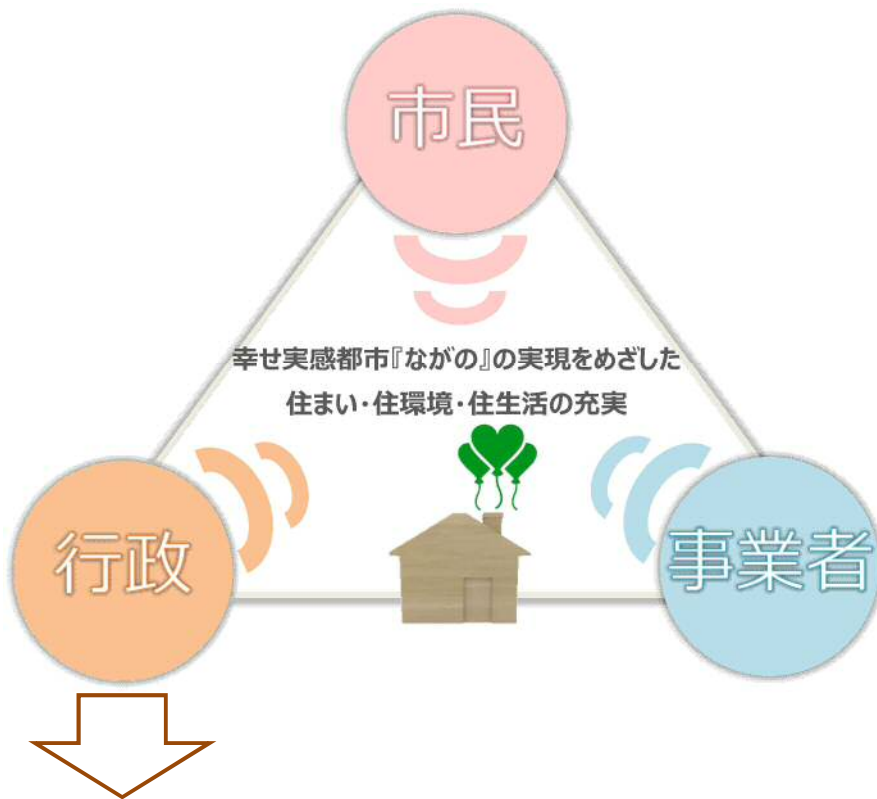 市民
幸せ実感都市『ながの』の実現をめざした
住まい・住環境・住生活の充実
行政
事業者